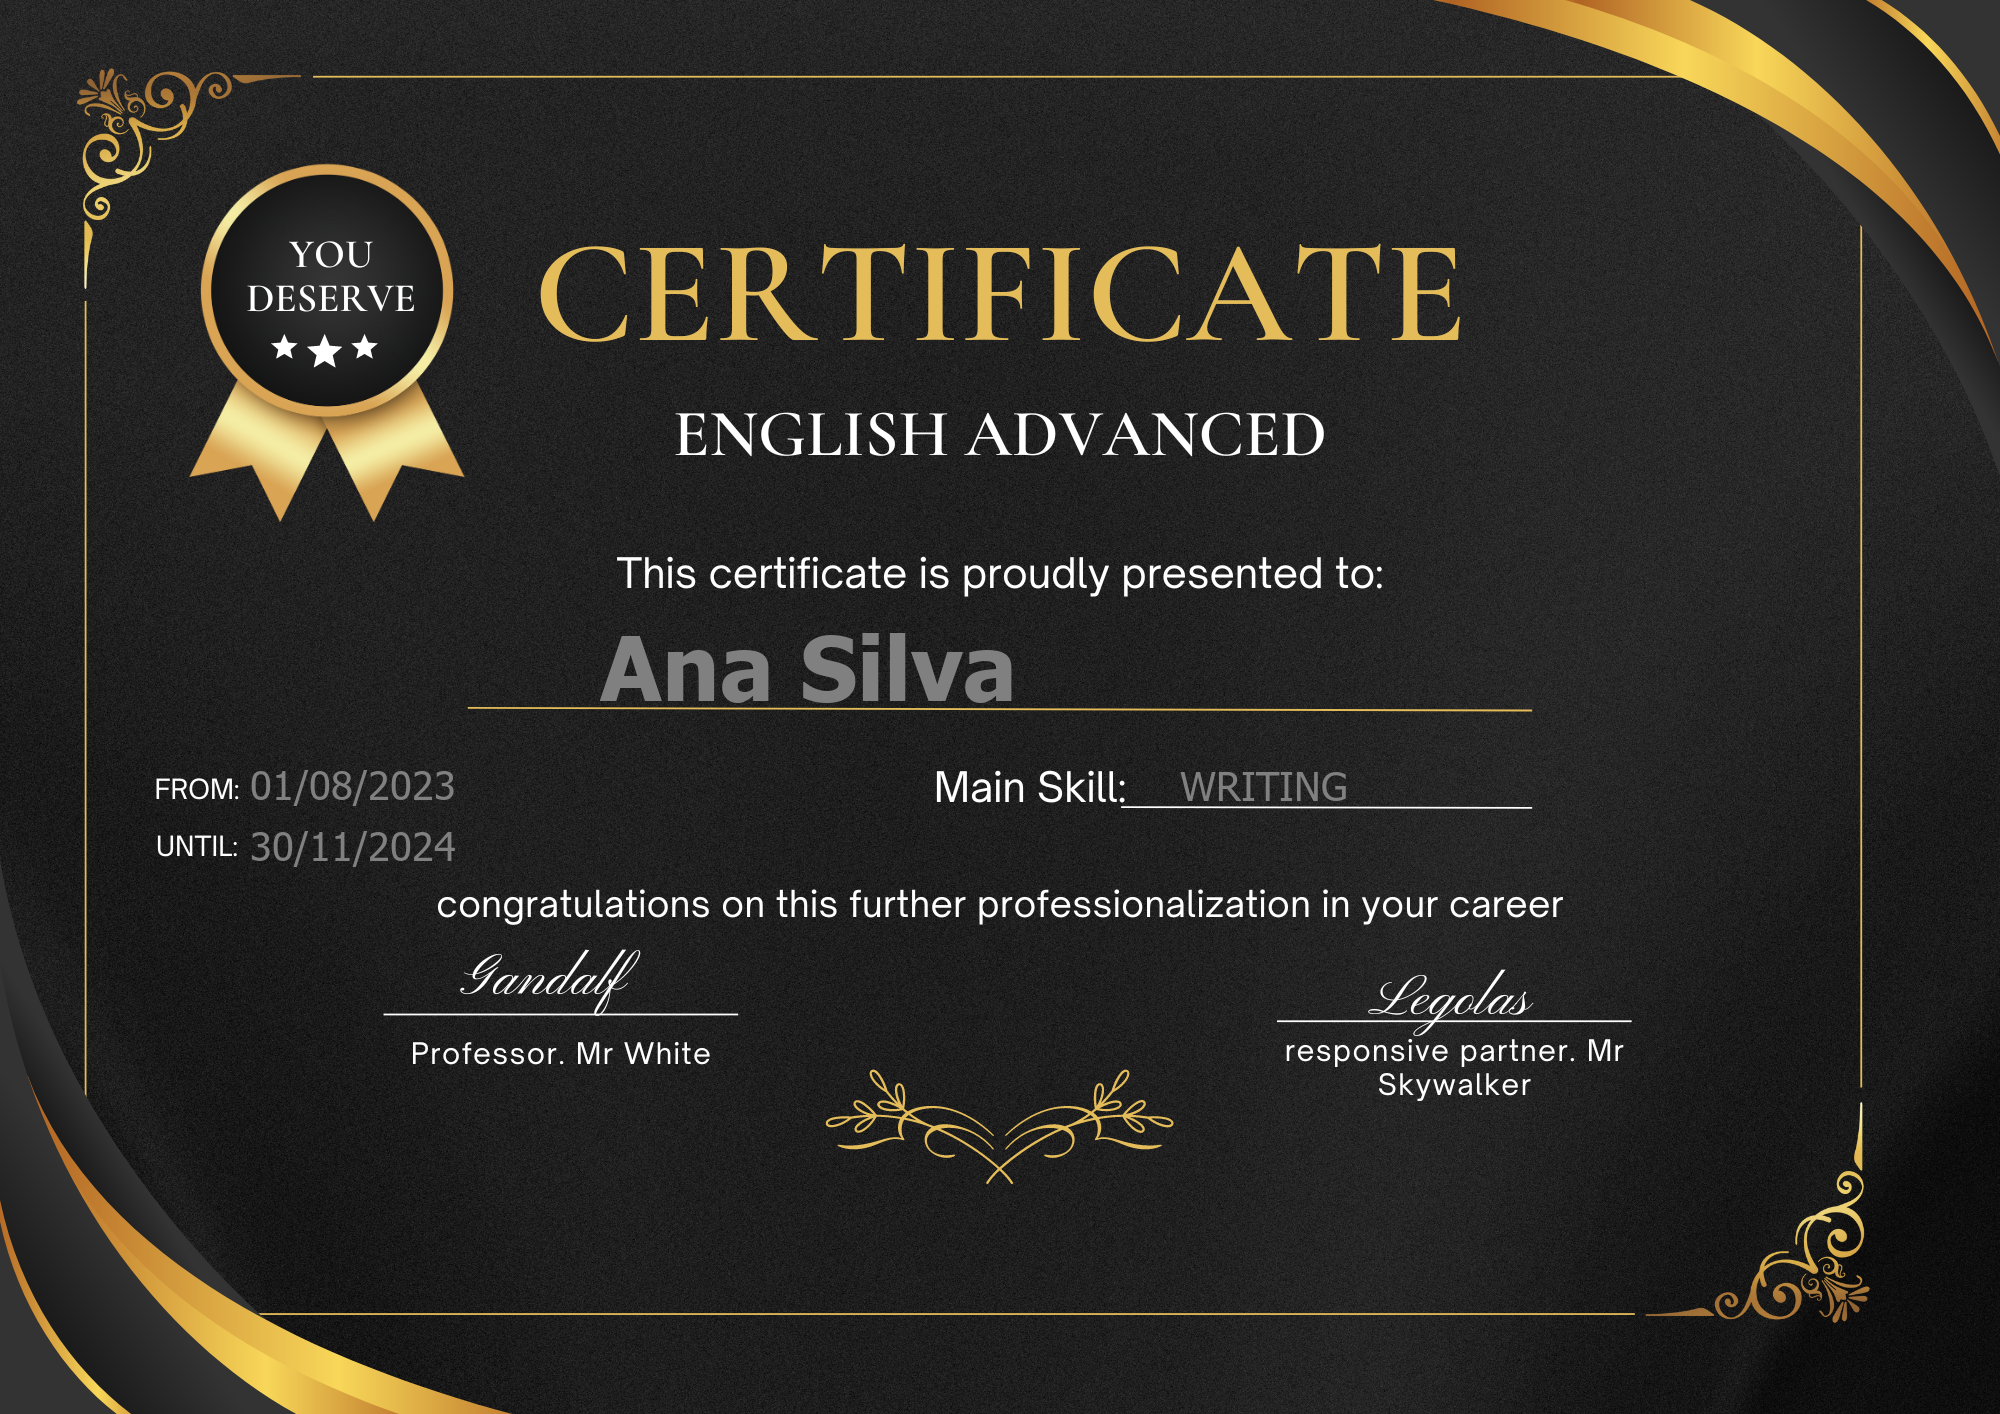 YOU
DESERVE
CERTIFICATE
ENGLISH ADVANCED
This certificate is proudly presented to:
Ana Silva
FROM: 01/08/2023
Main Skill: WRITING
UNTIL: 30/11/2024
congratulations on this further professionalization in your career
Gandalf
Professor. Mr White
Legolas
responsive partner. Mr
Skywalker